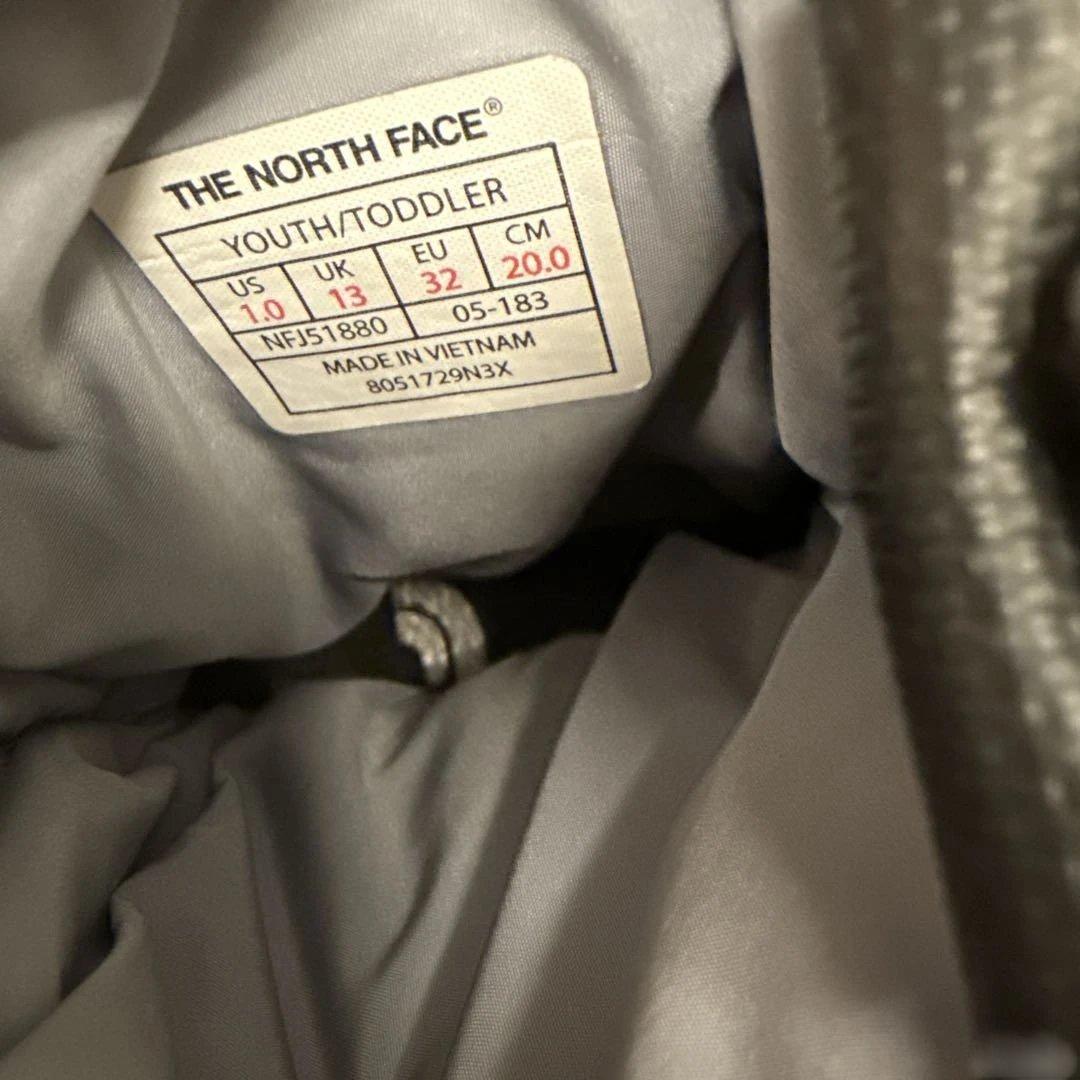 THE NORTH FACE®
YOUTH/TODDLER
US UK EU CM
1.0 13 32 20.0
NFJ51880 05-183
MADE IN VIETNAM
8051729N3X